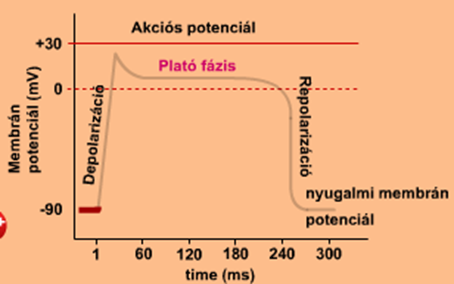 Akciós potenciál
+30
Plató fázis
0
Membrán
potenciál (mV)
Depolarizáció
Repolarizáció
-90
nyugalmi membrán
potenciál
1 60 120 180 240 300
time (ms)